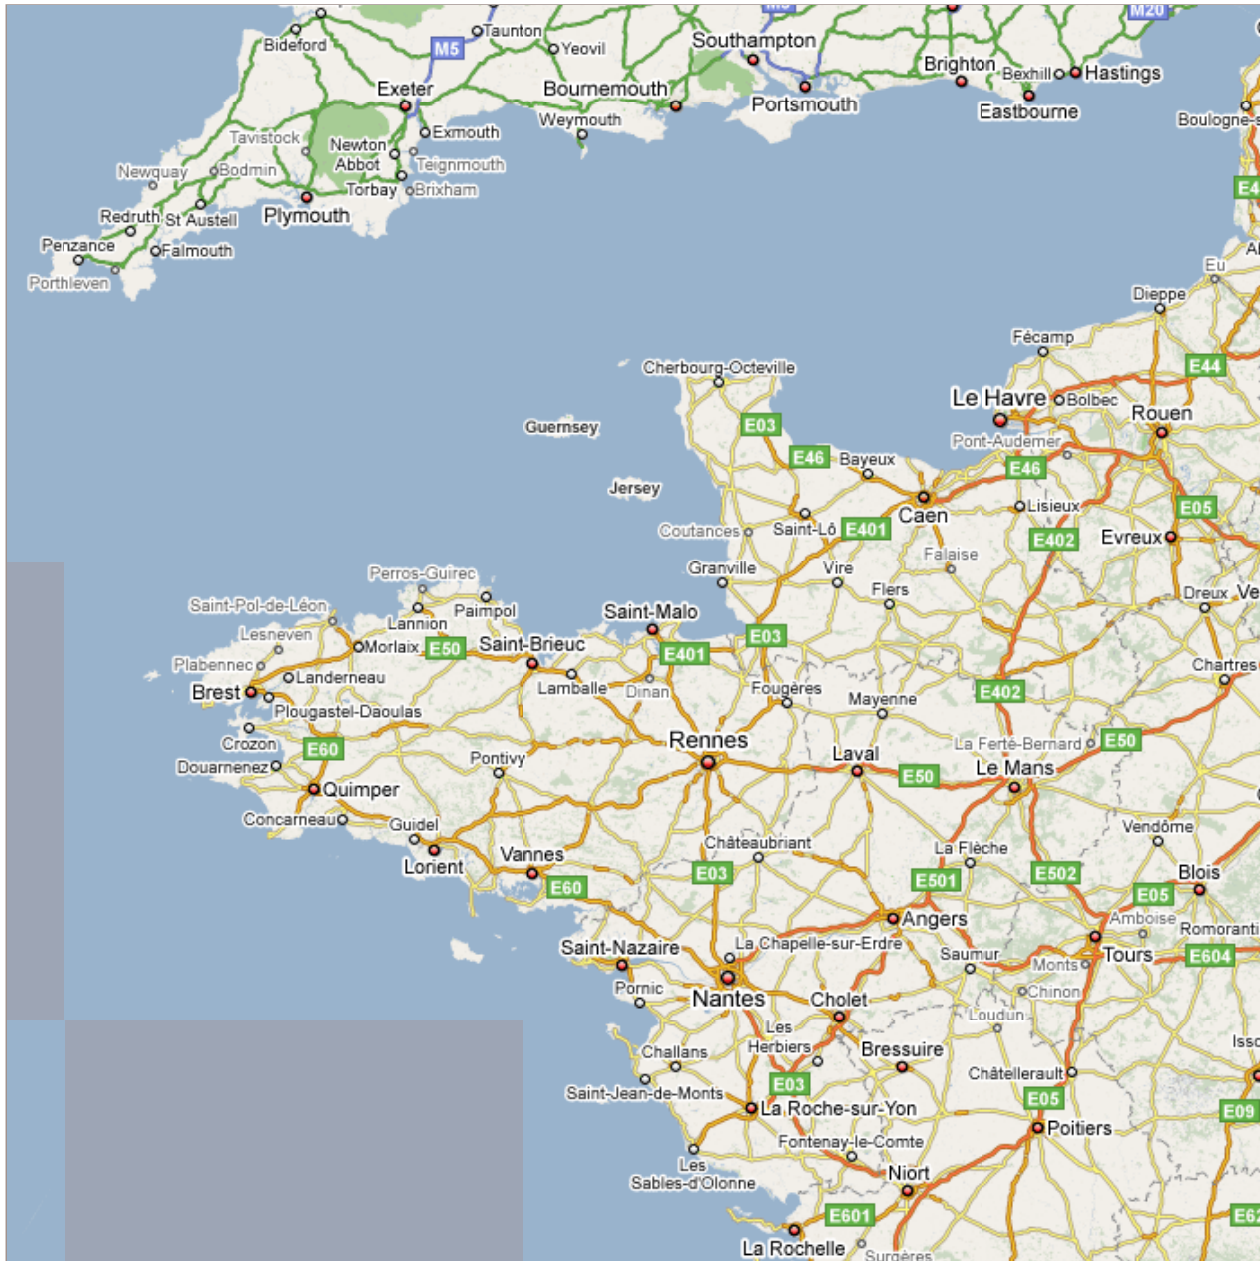 M3
M20
Bideford
Taunton
Yeovil
M5
Southampton
Brighton
Bexhill
Hastings
Exeter
Bournemouth
Portsmouth
Eastbourne
Weymouth
Exmouth
Tavistock
Newton
Abbot
Teignmouth
Newquay
Bodmin
Torbay
Brixham
Redruth
St Austell
Plymouth
Penzance
Falmouth
Porthleven
Boulogne-s
E4
Al
Eu
Dieppe
Fécamp
E44
Cherbourg-Octeville
Le Havre
Bolbec
Rouen
Guernsey
E03
Pont-Audemer
E46
Bayeux
E46
Jersey
Caen
Lisieux
E05
Coutances
Saint-Lô
E401
E402
Evreux
Falaise
Granville
Vire
Flers
Dreux
Ve
Perros-Guirec
Saint-Pol-de-Léon
Lannion
Paimpol
Saint-Malo
Lesneven
Morlaix
E50
Saint-Brieuc
E401
E03
Plabennec
Landerneau
Lamballe
Dinan
Fougères
Chartres
Brest
Plougastel-Daoulas
Mayenne
E402
Crozon
E60
Rennes
La Ferté-Bernard
E50
Douarnenez
Pontivy
Laval
E50
Le Mans
Quimper
Concarneau
Guidel
Lorient
Vannes
E60
Châteaubriant
E03
La Flèche
Vendôme
E501
E502
E05
Blois
Angers
Amboise
Romoranti
Saint-Nazaire
La Chapelle-sur-Erdre
Saumur
Monts
Tours
E604
Pornic
Nantes
Cholet
Chinon
Loudun
Les
Herbiers
Bressuire
Challans
Châtellerault
Isso
Saint-Jean-de-Monts
E03
La Roche-sur-Yon
E05
E09
Poitiers
Fontenay-le-Comte
Les
Sables-d'Olonne
Niort
E601
E62
La Rochelle
Surgères